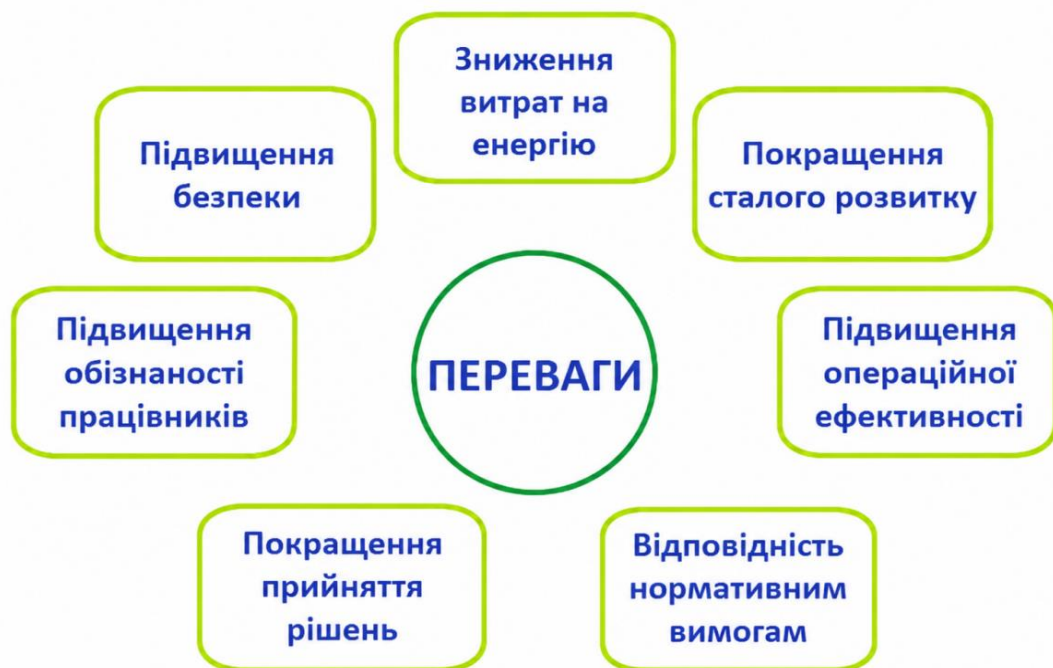 Зниження
витрат на
енергію
Підвищення
безпеки
Покращення
сталого розвитку
Підвищення
обізнаності
працівників
ПЕРЕВАГИ
Підвищення
операційної
ефективності
Покращення
прийняття
рішень
Відповідність
нормативним
вимогам